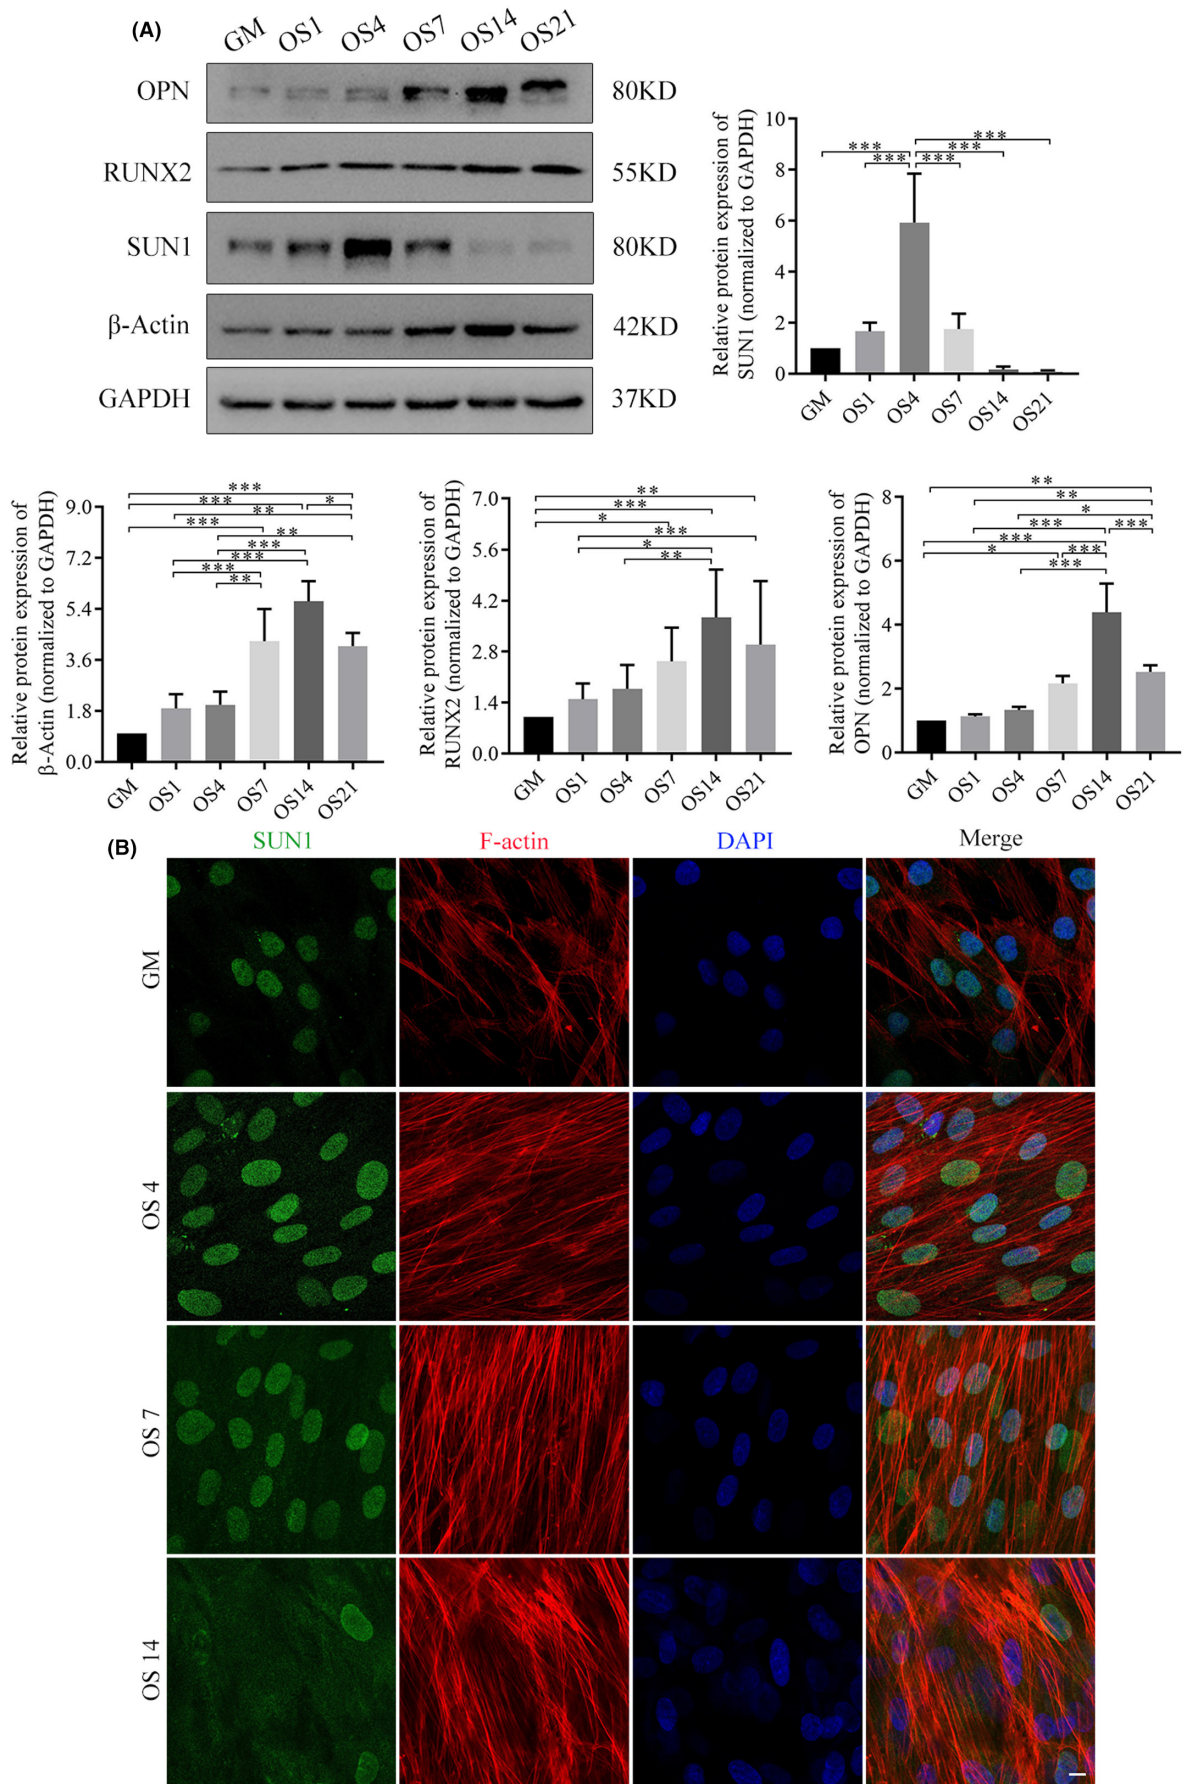 (A)
GM OS1 OS4 OS7 OS14 OS21
OPN 80KD
RUNX2 55KD
SUN1 80KD
β-Actin 42KD
GAPDH 37KD
Relative protein expression of
SUN1 (normalized to GAPDH)
10
8
6
4
2
0
***
*** ***
*** ***
GM OS1 OS4 OS7 OS14 OS21
Relative protein expression of
β-Actin (normalized to GAPDH)
9.0
7.2
5.4
3.6
1.8
0.0
***
*** *
**
*** **
***
***
***
**
GM OS1 OS4 OS7 OS14 OS21
Relative protein expression of
RUNX2 (normalized to GAPDH)
7.0
5.6
4.2
2.8
1.4
0.0
**
***
* ***
*
**
GM OS1 OS4 OS7 OS14 OS21
Relative protein expression of
OPN (normalized to GAPDH)
8
6
4
2
0
**
**
*
*** ***
***
* ***
***
GM OS1 OS4 OS7 OS14 OS21
(B)
SUN1 F-actin DAPI Merge
GM
OS 4
OS 7
OS 14